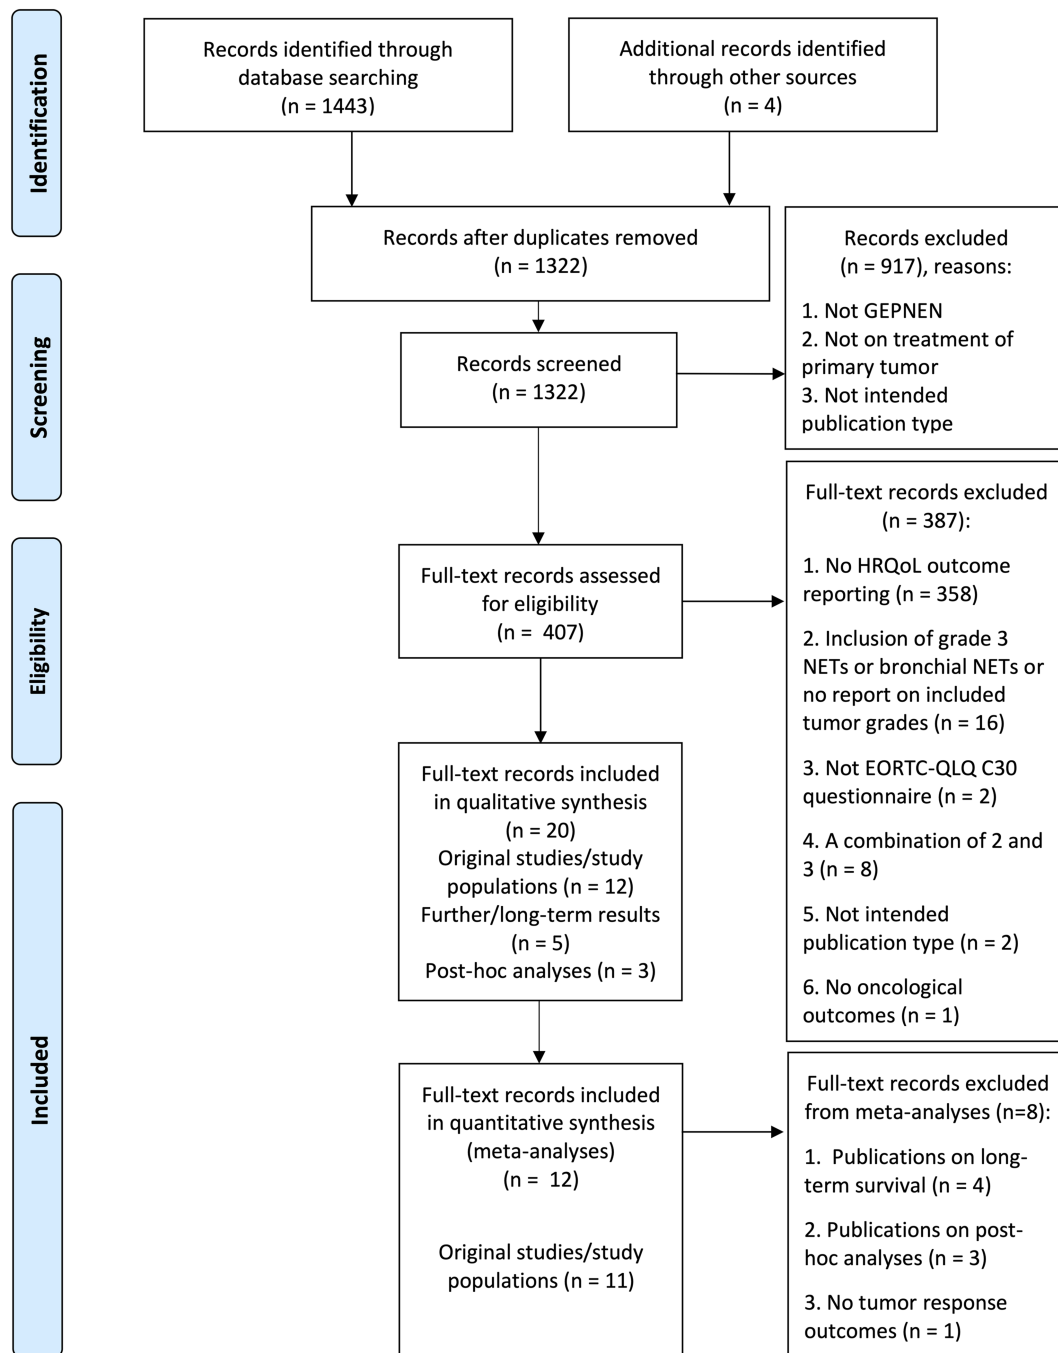 Identification
Records identified through
database searching
(n = 1443)
Additional records identified
through other sources
(n = 4)
Records after duplicates removed
(n = 1322)
Records excluded
(n = 917), reasons:
1. Not GEPNEN
2. Not on treatment of
primary tumor
3. Not intended
publication type
Screening
Records screened
(n = 1322)
Eligibility
Full-text records assessed
for eligibility
(n =  407)
Full-text records excluded
(n = 387):
1. No HRQoL outcome
reporting (n = 358)
2. Inclusion of grade 3
NETs or bronchial NETs or
no report on included
tumor grades (n = 16)
3. Not EORTC-QLQ C30
questionnaire (n = 2)
4. A combination of 2 and
3 (n = 8)
5. Not intended
publication type (n = 2)
6. No oncological
outcomes (n = 1)
Included
Full-text records included
in qualitative synthesis
(n = 20)
Original studies/study
populations (n = 12)
Further/long-term results
(n = 5)
Post-hoc analyses (n = 3)
Full-text records included
in quantitative synthesis
(meta-analyses)
(n =  12)
Original studies/study
populations (n = 11)
Full-text records excluded
from meta-analyses (n=8):
1.  Publications on long-
term survival (n = 4)
2. Publications on post-
hoc analyses (n = 3)
3. No tumor response
outcomes (n = 1)